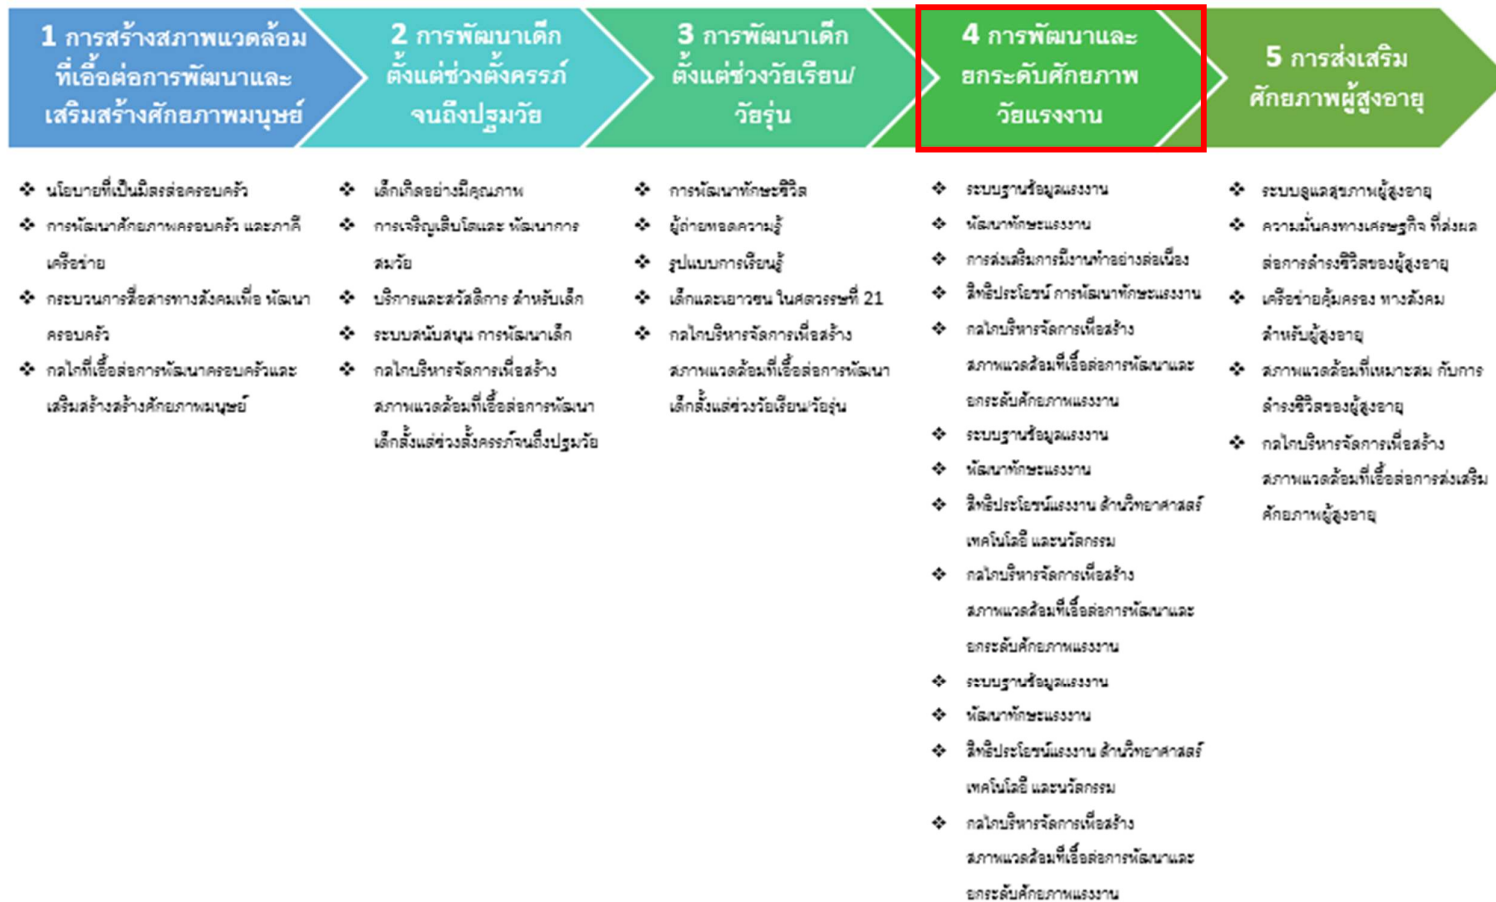 1 การสร้างสภาพแวดล้อม
ที่เอื้อต่อการพัฒนาและ
เสริมสร้างศักยภาพมนุษย์
2 การพัฒนาเด็ก
ตั้งแต่ช่วงตั้งครรภ์
จนถึงปฐมวัย
3 การพัฒนาเด็ก
ตั้งแต่ช่วงวัยเรียน/
วัยรุ่น
4 การพัฒนาและ
ยกระดับศักยภาพ
วัยแรงงาน
5 การส่งเสริม
ศักยภาพผู้สูงอายุ
❖ นโยบายที่เป็นมิตรต่อครอบครัว
❖ การพัฒนาศักยภาพครอบครัว และภาคี
เครือข่าย
❖ กระบวนการสื่อสารทางสังคมเพื่อ พัฒนา
ครอบครัว
❖ กลไกที่เอื้อต่อการพัฒนาครอบครัวและ
เสริมสร้างสร้างศักยภาพมนุษย์
❖ เด็กเกิดอย่างมีคุณภาพ
❖ การเจริญเติบโตและ พัฒนาการ
สมวัย
❖ บริการและสวัสดิการ สำหรับเด็ก
❖ ระบบสนับสนุน การพัฒนาเด็ก
❖ กลไกบริหารจัดการเพื่อสร้าง
สภาพแวดล้อมที่เอื้อต่อการพัฒนา
เด็กตั้งแต่ช่วงตั้งครรภ์จนถึงปฐมวัย
❖ การพัฒนาทักษะชีวิต
❖ ผู้ถ่ายทอดความรู้
❖ รูปแบบการเรียนรู้
❖ เด็กและเยาวชน ในศตวรรษที่ 21
❖ กลไกบริหารจัดการเพื่อสร้าง
สภาพแวดล้อมที่เอื้อต่อการพัฒนา
เด็กตั้งแต่ช่วงวัยเรียน/วัยรุ่น
❖ ระบบฐานข้อมูลแรงงาน
❖ พัฒนาทักษะแรงงาน
❖ การส่งเสริมการมีงานทำอย่างต่อเนื่อง
❖ สิทธิประโยชน์ การพัฒนาทักษะแรงงาน
❖ กลไกบริหารจัดการเพื่อสร้าง
สภาพแวดล้อมที่เอื้อต่อการพัฒนาและ
ยกระดับศักยภาพแรงงาน
❖ ระบบฐานข้อมูลแรงงาน
❖ พัฒนาทักษะแรงงาน
❖ สิทธิประโยชน์แรงงาน ด้านวิทยาศาสตร์
เทคโนโลยี และนวัตกรรม
❖ กลไกบริหารจัดการเพื่อสร้าง
สภาพแวดล้อมที่เอื้อต่อการพัฒนาและ
ยกระดับศักยภาพแรงงาน
❖ ระบบฐานข้อมูลแรงงาน
❖ พัฒนาทักษะแรงงาน
❖ สิทธิประโยชน์แรงงาน ด้านวิทยาศาสตร์
เทคโนโลยี และนวัตกรรม
❖ กลไกบริหารจัดการเพื่อสร้าง
สภาพแวดล้อมที่เอื้อต่อการพัฒนาและ
ยกระดับศักยภาพแรงงาน
❖ ระบบดูแลสุขภาพผู้สูงอายุ
❖ ความมั่นคงทางเศรษฐกิจ ที่ส่งผล
ต่อการดำรงชีวิตของผู้สูงอายุ
❖ เครือข่ายคุ้มครอง ทางสังคม
สำหรับผู้สูงอายุ
❖ สภาพแวดล้อมที่เหมาะสม กับการ
ดำรงชีวิตของผู้สูงอายุ
❖ กลไกบริหารจัดการเพื่อสร้าง
สภาพแวดล้อมที่เอื้อต่อการส่งเสริม
ศักยภาพผู้สูงอายุ